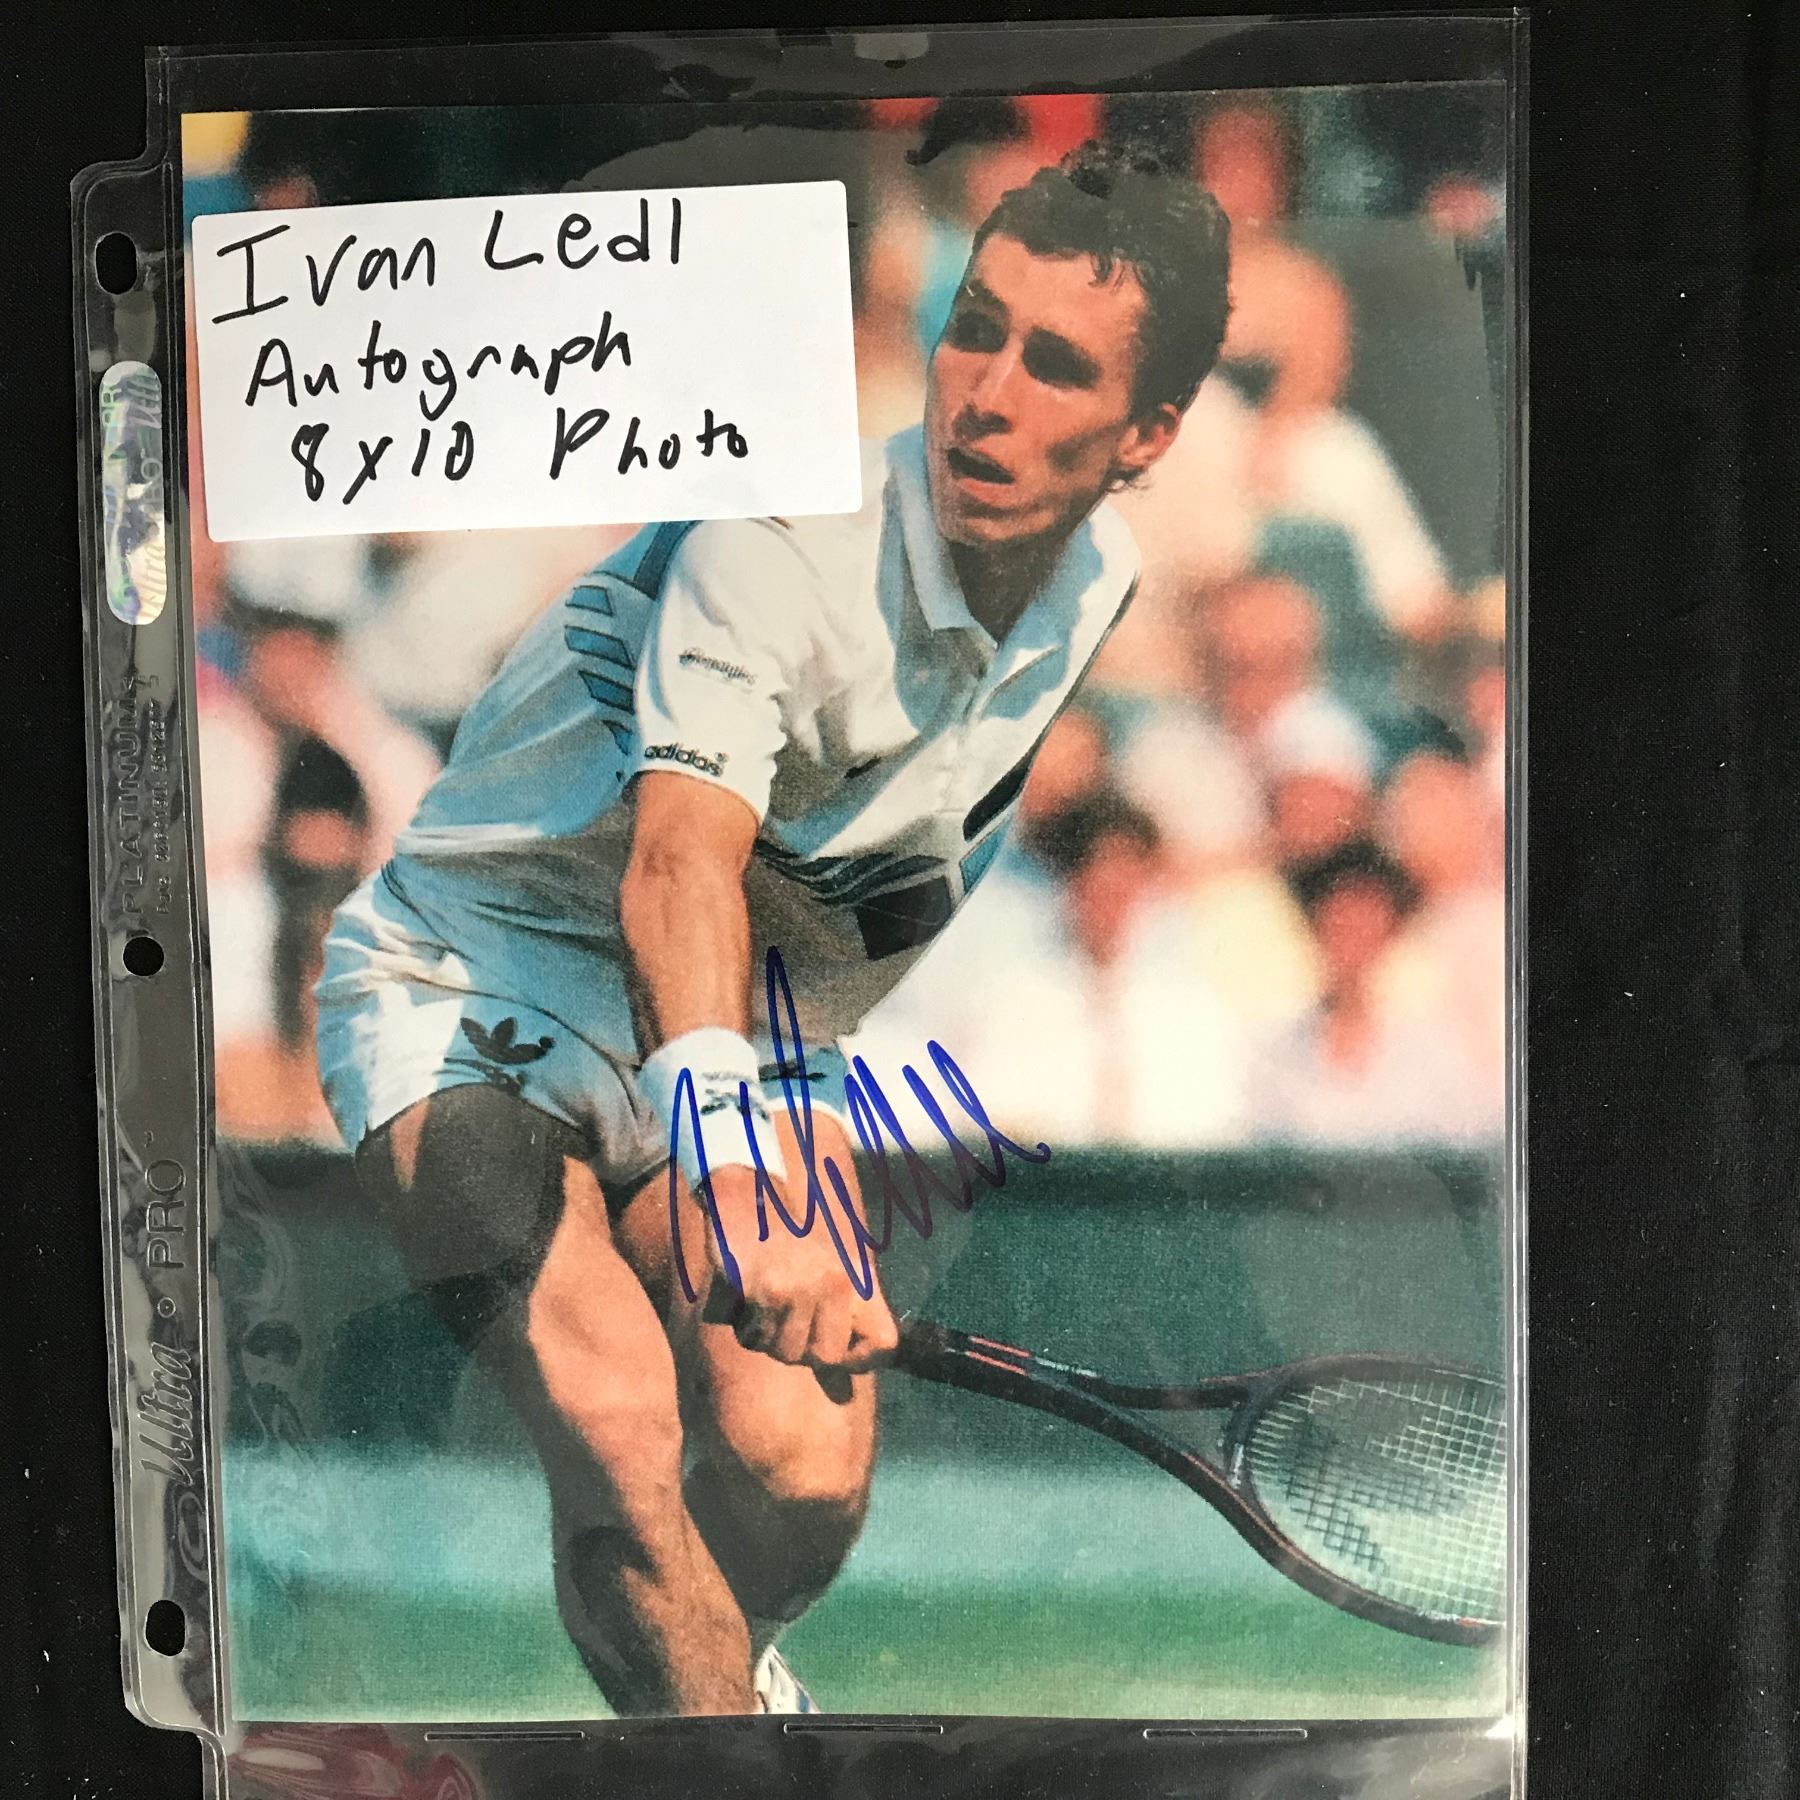 Ivan Ledl
Autograph
8x10 Photo
adidas
PLATINUM
Ultra · PRO